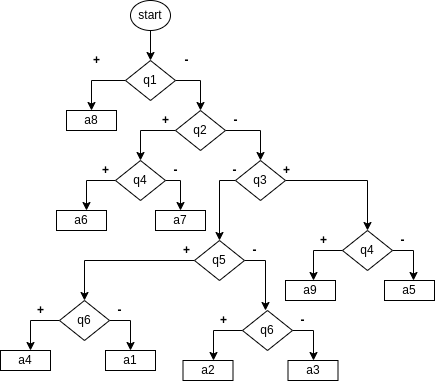 start
+ -
q1
a8
+ -
q2
+ - - +
q4 q3
a6 a7
+ - + -
q5 q4
a9 a5
+ - + -
q6 q6
a4 a1 a2 a3